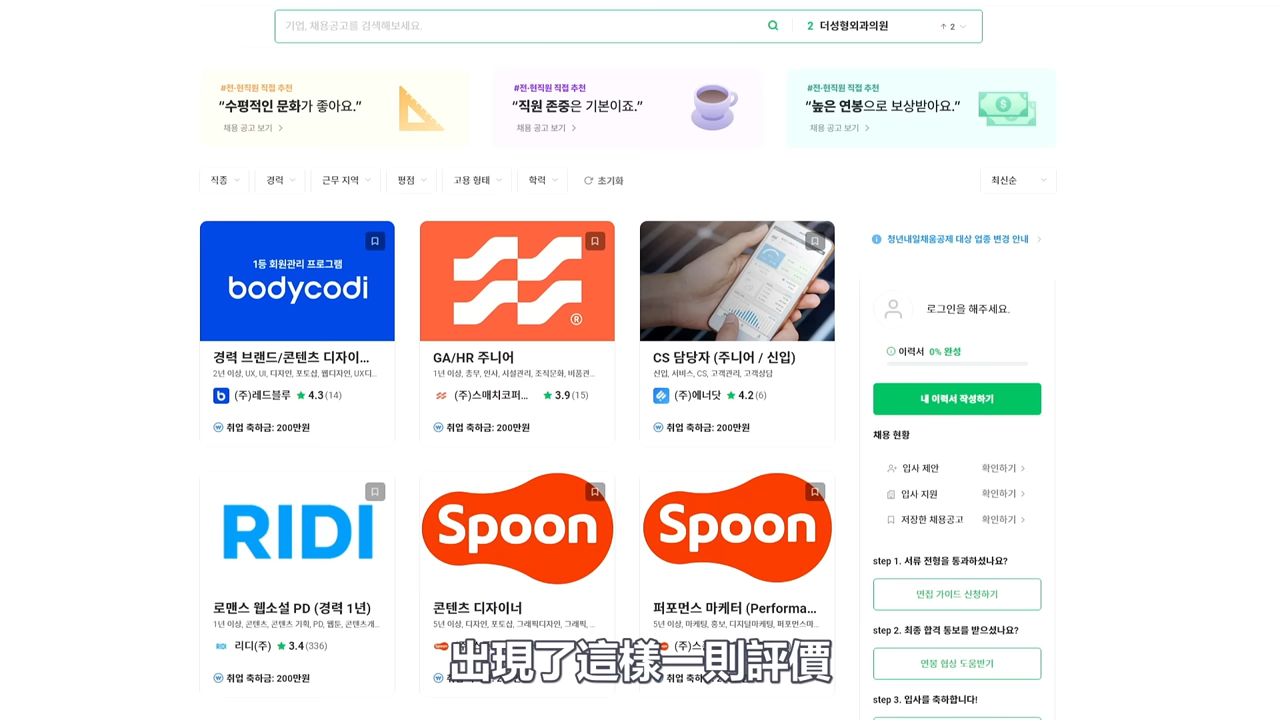 기업, 채용공고를 검색해보세요.
2 더성형외과의원
↑ 2
#전·현직원 직접 추천
“수평적인 문화가 좋아요.”
채용 공고 보기
#전·현직원 직접 추천
“직원 존중은 기본이죠.”
채용 공고 보기
#전·현직원 직접 추천
“높은 연봉으로 보상받아요.”
채용 공고 보기
직종
경력
근무 지역
평점
고용 형태
학력
초기화
최신순
1등 회원관리 프로그램
bodycodi
경력 브랜드/콘텐츠 디자이...
2년 이상, UX, UI, 디자인, 포토샵, 웹디자인, UX디...
(주)레드블루 ★ 4.3 (14)
취업 축하금: 200만원
®
GA/HR 주니어
1년 이상, 총무, 인사, 시설관리, 조직문화, 비품관...
(주)스매치코퍼... ★ 3.9 (15)
취업 축하금: 200만원
CS 담당자 (주니어 / 신입)
신입, 서비스, CS, 고객관리, 고객상담
(주)에너닷 ★ 4.2 (6)
취업 축하금: 200만원
RIDI
로맨스 웹소설 PD (경력 1년)
1년 이상, 콘텐츠, 콘텐츠 기획, PD, 웹툰, 콘텐츠개...
RIDI 리디(주) ★ 3.4 (336)
취업 축하금: 200만원
Spoon
콘텐츠 디자이너
5년 이상, 디자인, 포토샵, 그래픽디자인, 그래픽, ...
취업 축하금: 200만원
Spoon
퍼포먼스 마케터 (Performa...
5년 이상, 마케팅, 홍보, 디지털마케팅, 퍼포먼스마...
취업 축하금: 200만원
청년내일채움공제 대상 업종 변경 안내
로그인을 해주세요.
이력서 0% 완성
내 이력서 작성하기
채용 현황
입사 제안 확인하기
입사 지원 확인하기
저장한 채용공고 확인하기
step 1. 서류 전형을 통과하셨나요?
면접 가이드 신청하기
step 2. 최종 합격 통보를 받으셨나요?
연봉 협상 도움받기
step 3. 입사를 축하합니다!
出現了這樣一則評價